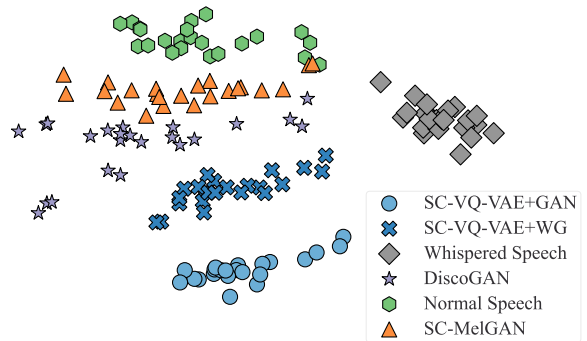 SC-VQ-VAE+GAN
SC-VQ-VAE+WG
Whispered Speech
DiscoGAN
Normal Speech
SC-MelGAN